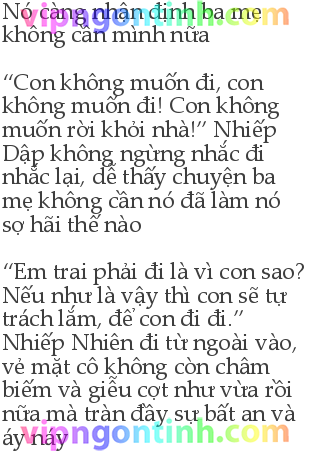 Nó càng nhận định ba mẹ
vipngontinh.com
không cần mình nữa
“Con không muốn đi, con
không muốn đi! Con không
muốn rời khỏi nhà!” Nhiếp
Dập không ngừng nhắc đi
nhắc lại, dễ thấy chuyện ba
mẹ không cần nó đã làm nó
sợ hãi thế nào
“Em trai phải đi là vì con sao?
Nếu như là vậy thì con sẽ tự
trách lắm, để con đi đi.”
Nhiếp Nhiên đi từ ngoài vào,
vẻ mặt cô không còn châm
biếm và giễu cợt như vừa rồi
nữa mà tràn đầy sự bất an và
áy náy
vipngontinh.com